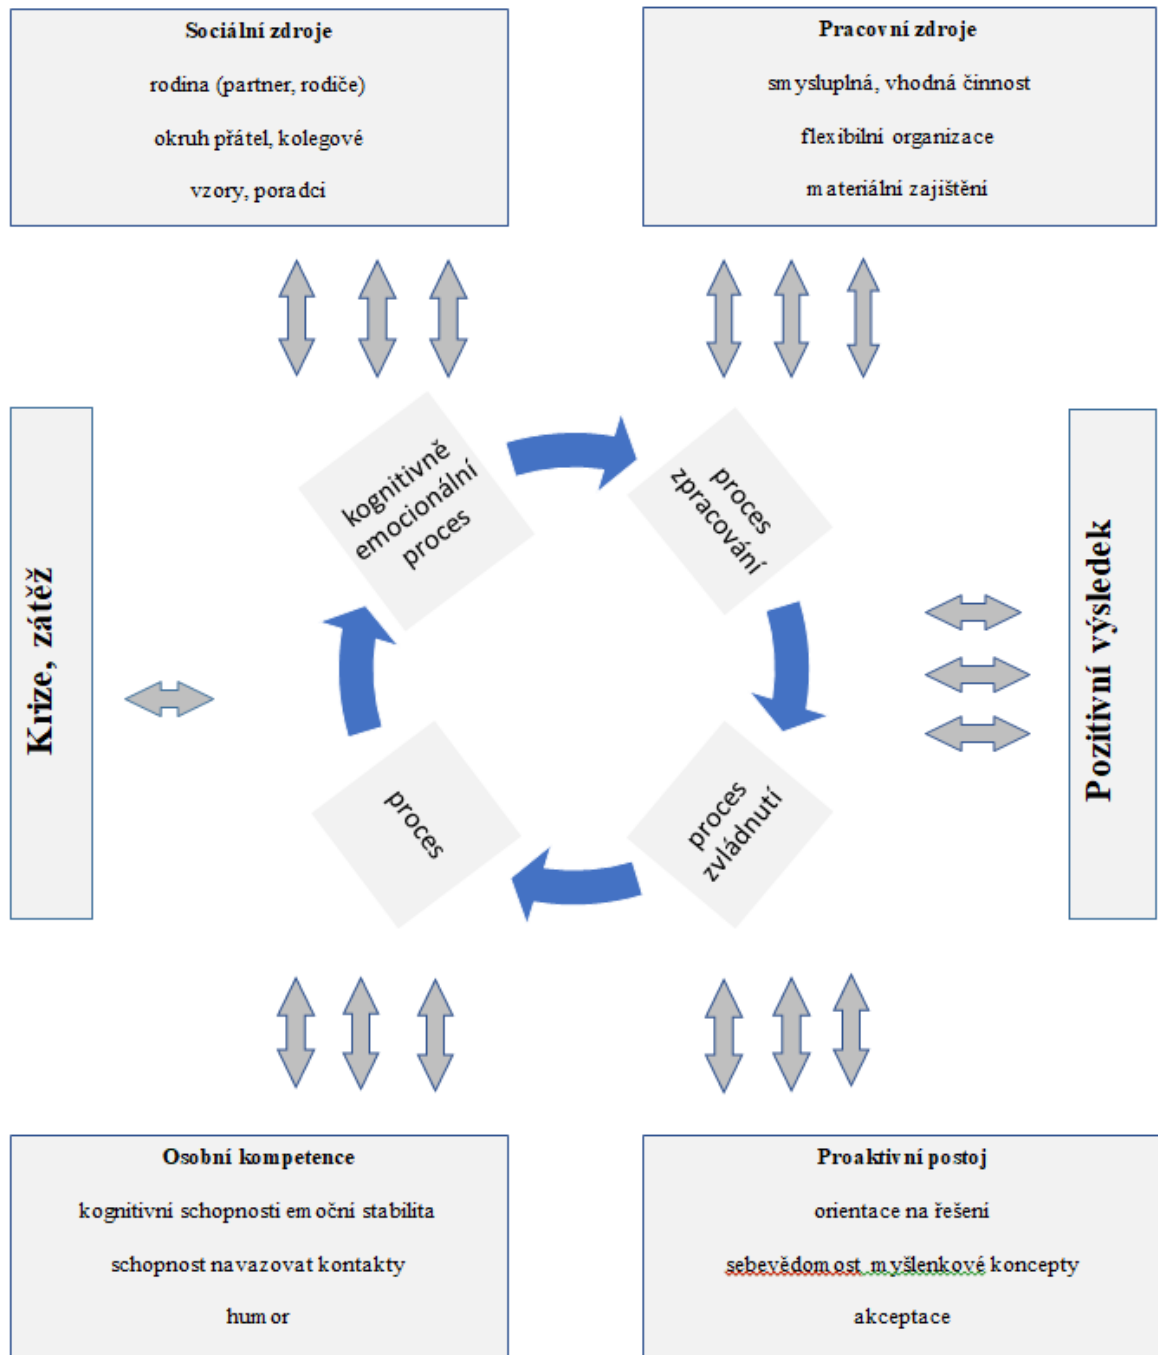 Sociální zdroje
rodina (partner, rodiče)
okruh přátel, kolegové
vzory, poradci
Pracovní zdroje
smysluplná, vhodná činnost
flexibilní organizace
materiální zajištění
Krize, zátěž
kognitivně
emocionální
proces
proces
zpracování
proces
zvládnutí
proces
Pozitivní výsledek
Osobní kompetence
kognitivní schopnosti emoční stabilita
schopnost navazovat kontakty
humor
Proaktivní postoj
orientace na řešení
sebevědomost myšlenkové koncepty
akceptace